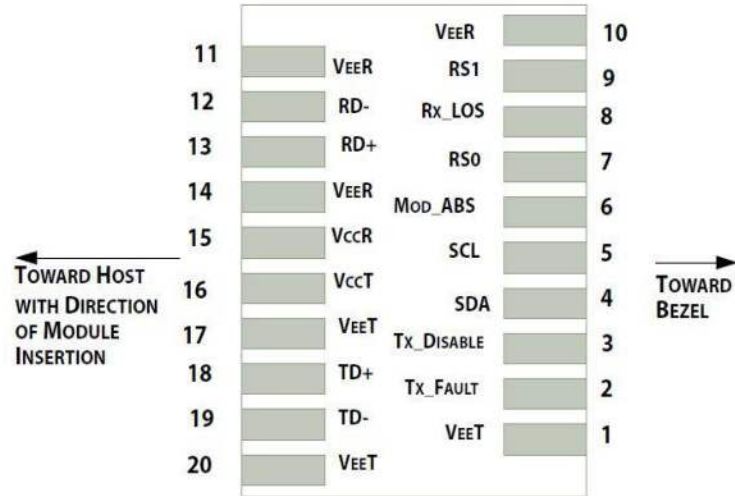 VEER 10
11 VEER
RS1 9
12 RD-
RX_LOS 8
13 RD+
RS0 7
14 VEER
MOD_ABS 6
15 VCCR
SCL 5
TOWARD HOST
WITH DIRECTION
OF MODULE
INSERTION
16 VCCT
SDA 4
TOWARD
BEZEL
17 VEET
TX_DISABLE 3
18 TD+
TX_FAULT 2
19 TD-
VEET 1
20 VEET